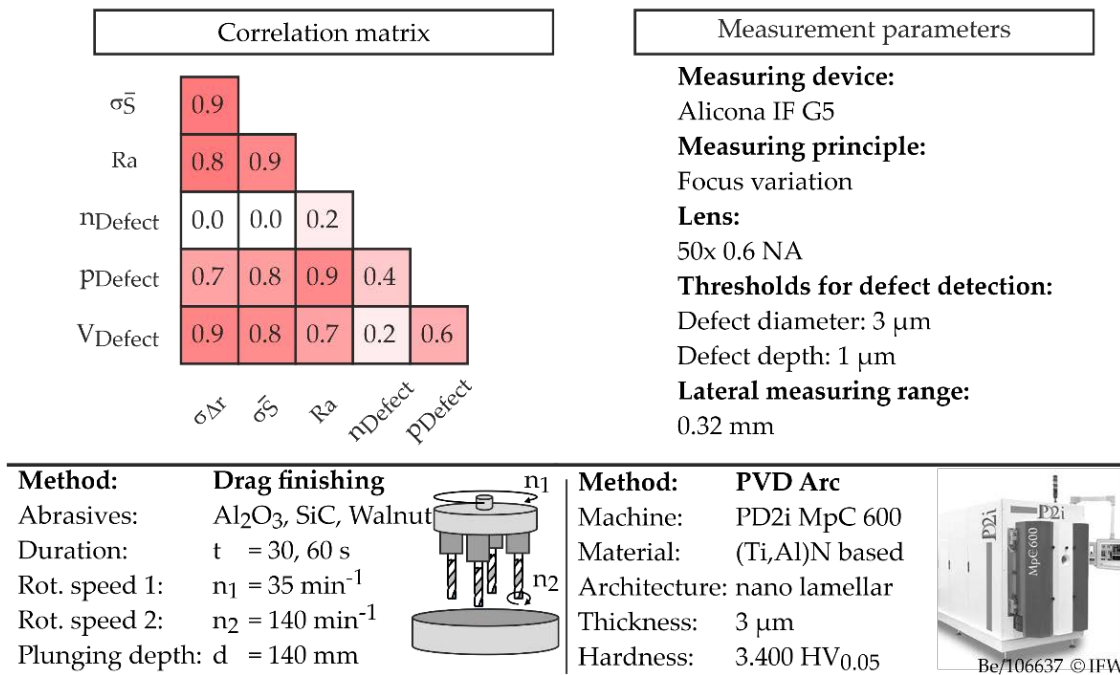 Correlation matrix
σS̄ 0.9
Ra 0.8 0.9
nDefect 0.0 0.0 0.2
pDefect 0.7 0.8 0.9 0.4
VDefect 0.9 0.8 0.7 0.2 0.6
σΔr σS̄ Ra nDefect pDefect
Measurement parameters
Measuring device:
Alicona IF G5
Measuring principle:
Focus variation
Lens:
50x 0.6 NA
Thresholds for defect detection:
Defect diameter: 3 µm
Defect depth: 1 µm
Lateral measuring range:
0.32 mm
Method: Drag finishing
Abrasives: Al₂O₃, SiC, Walnut
Duration: t = 30, 60 s
Rot. speed 1: n₁ = 35 min⁻¹
Rot. speed 2: n₂ = 140 min⁻¹
Plunging depth: d = 140 mm
n₁
n₂
Method: PVD Arc
Machine: PD2i MpC 600
Material: (Ti,Al)N based
Architecture: nano lamellar
Thickness: 3 µm
Hardness: 3.400 HV₀.₀₅
P2i
P2i
MpC 600
Be/106637 © IFW